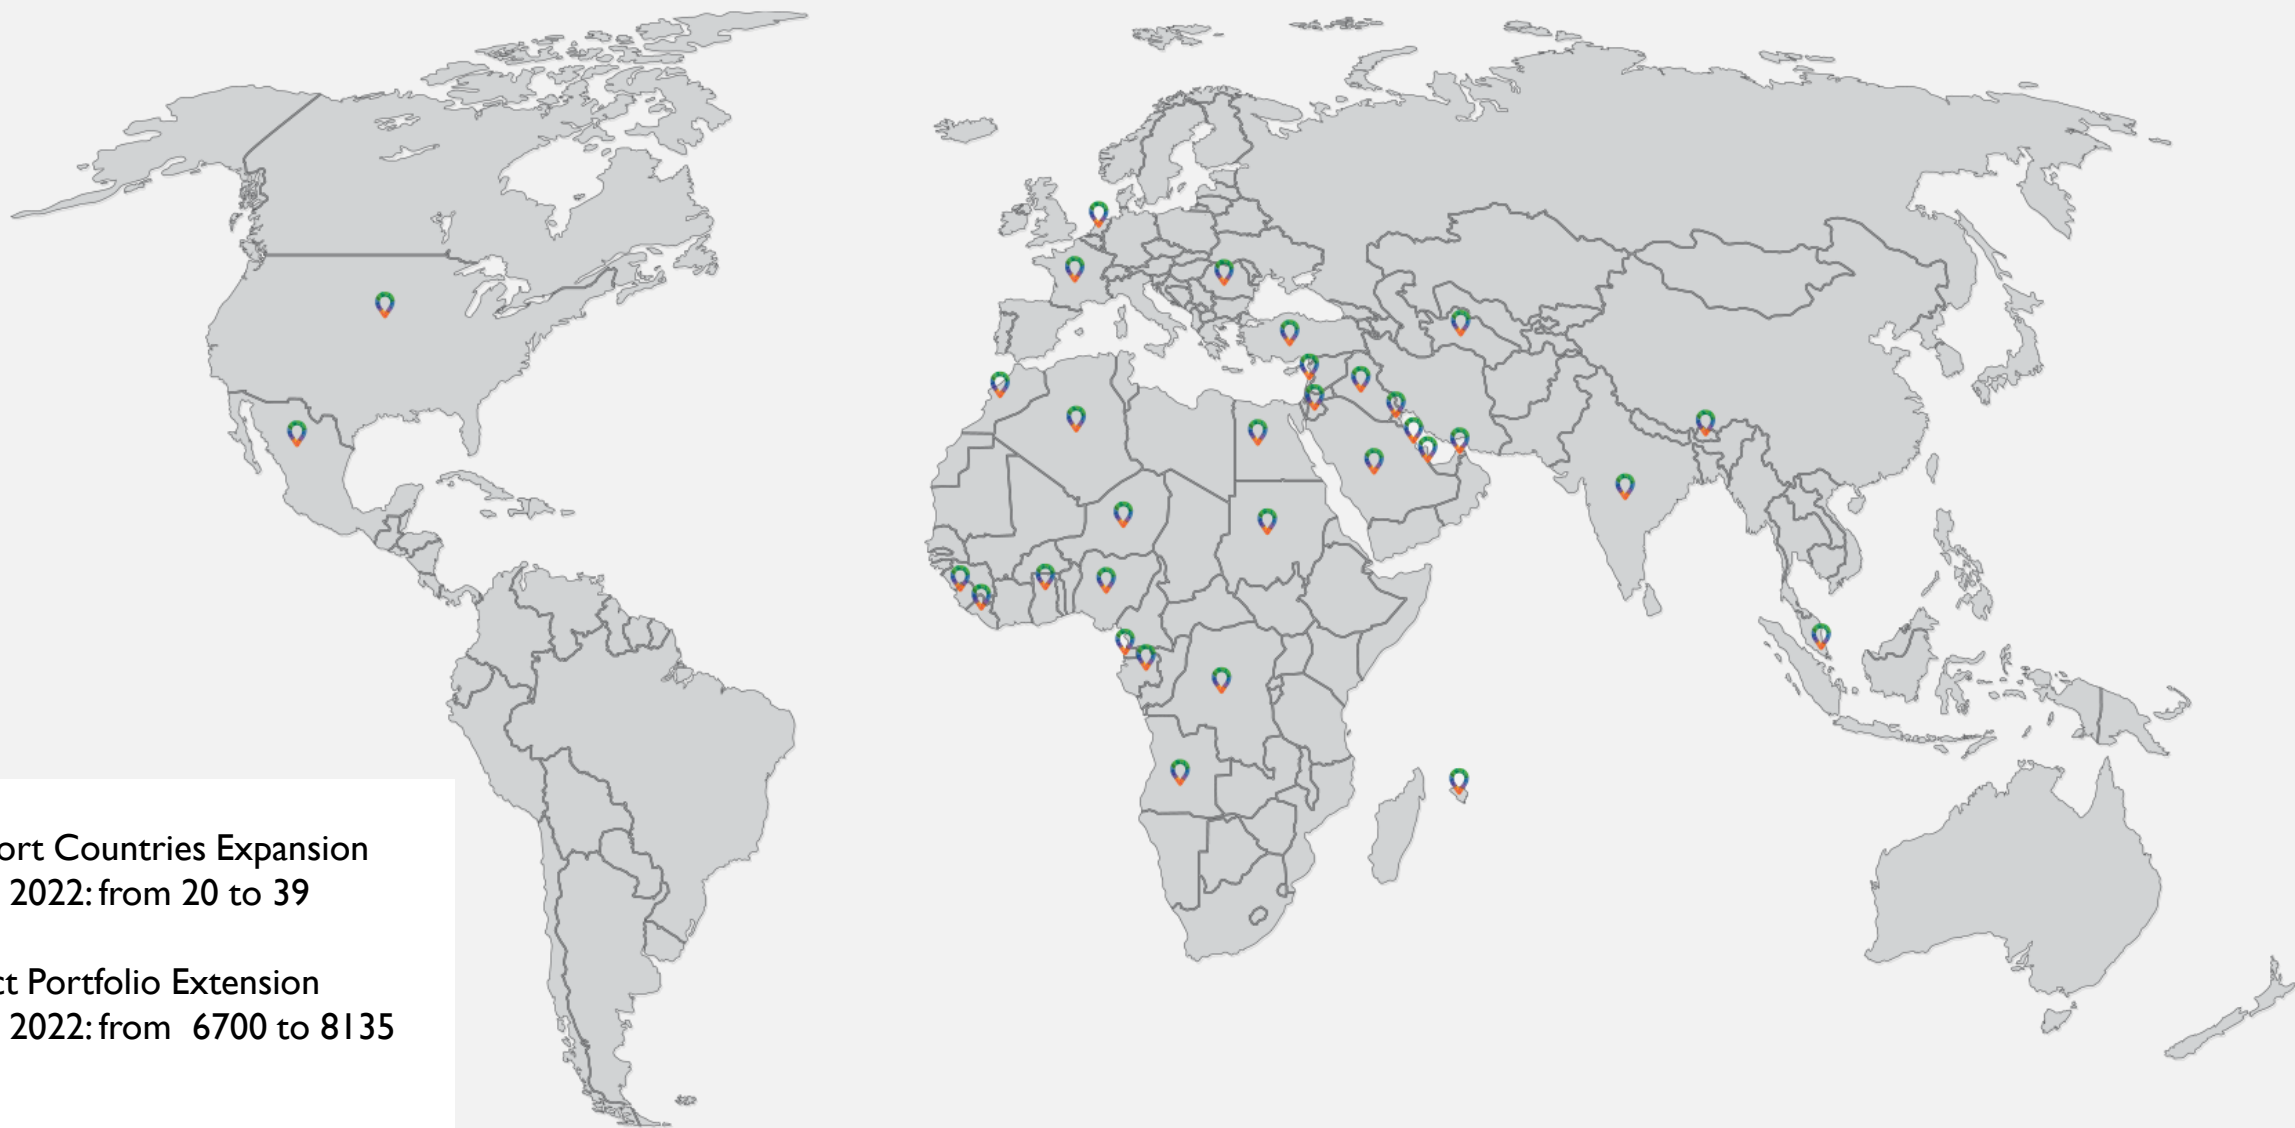 ort Countries Expansion
2022: from 20 to 39
ct Portfolio Extension
2022: from 6700 to 8135